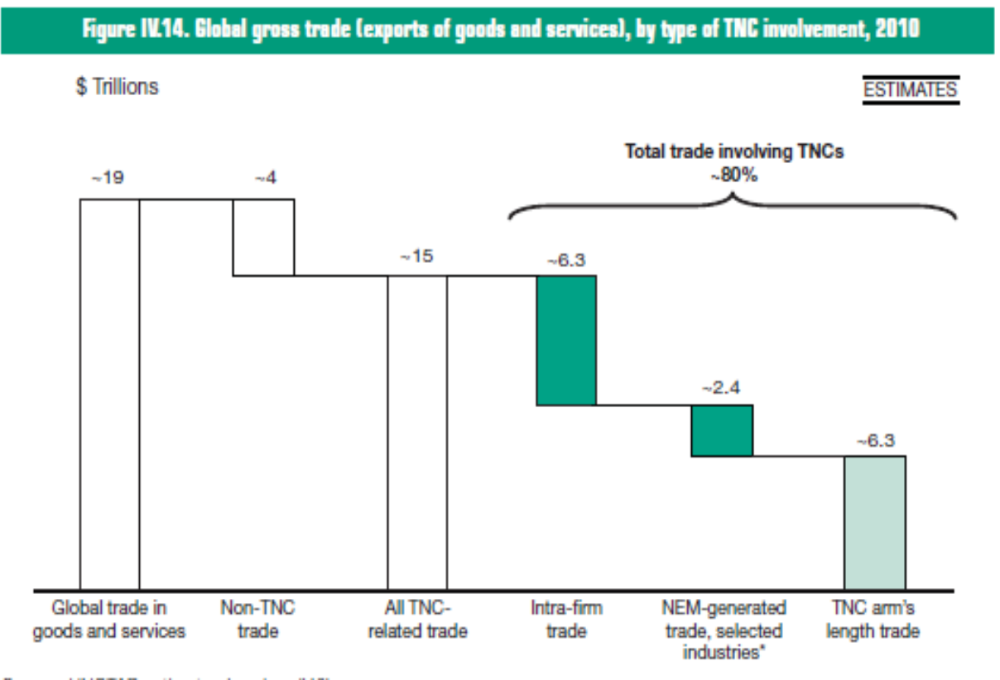 Figure IV.14. Global gross trade (exports of goods and services), by type of TNC involvement, 2010
$ Trillions
ESTIMATES
Total trade involving TNCs
~80%
~19
~4
~15
~6.3
~2.4
~6.3
Global trade in
goods and services
Non-TNC
trade
All TNC-
related trade
Intra-firm
trade
NEM-generated
trade, selected
industries*
TNC arm's
length trade